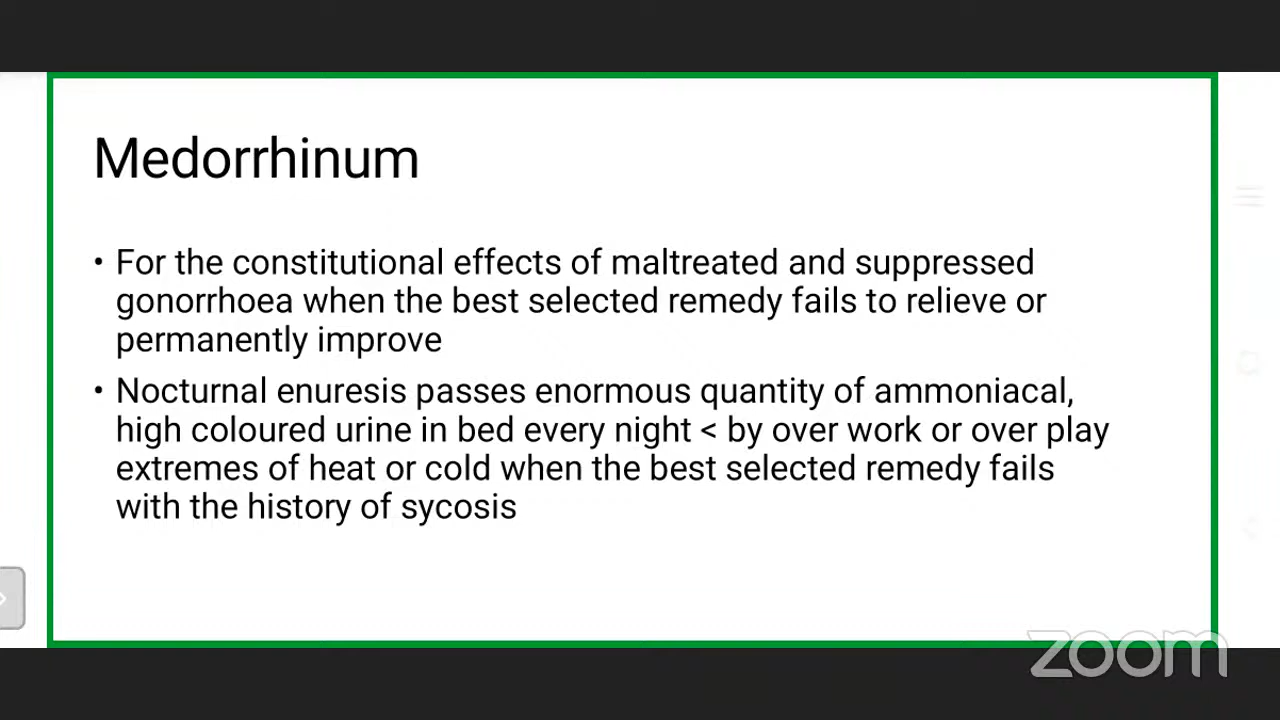 Medorrhinum
• For the constitutional effects of maltreated and suppressed
gonorrhoea when the best selected remedy fails to relieve or
permanently improve
• Nocturnal enuresis passes enormous quantity of ammoniacal,
high coloured urine in bed every night < by over work or over play
extremes of heat or cold when the best selected remedy fails
with the history of sycosis
zoom